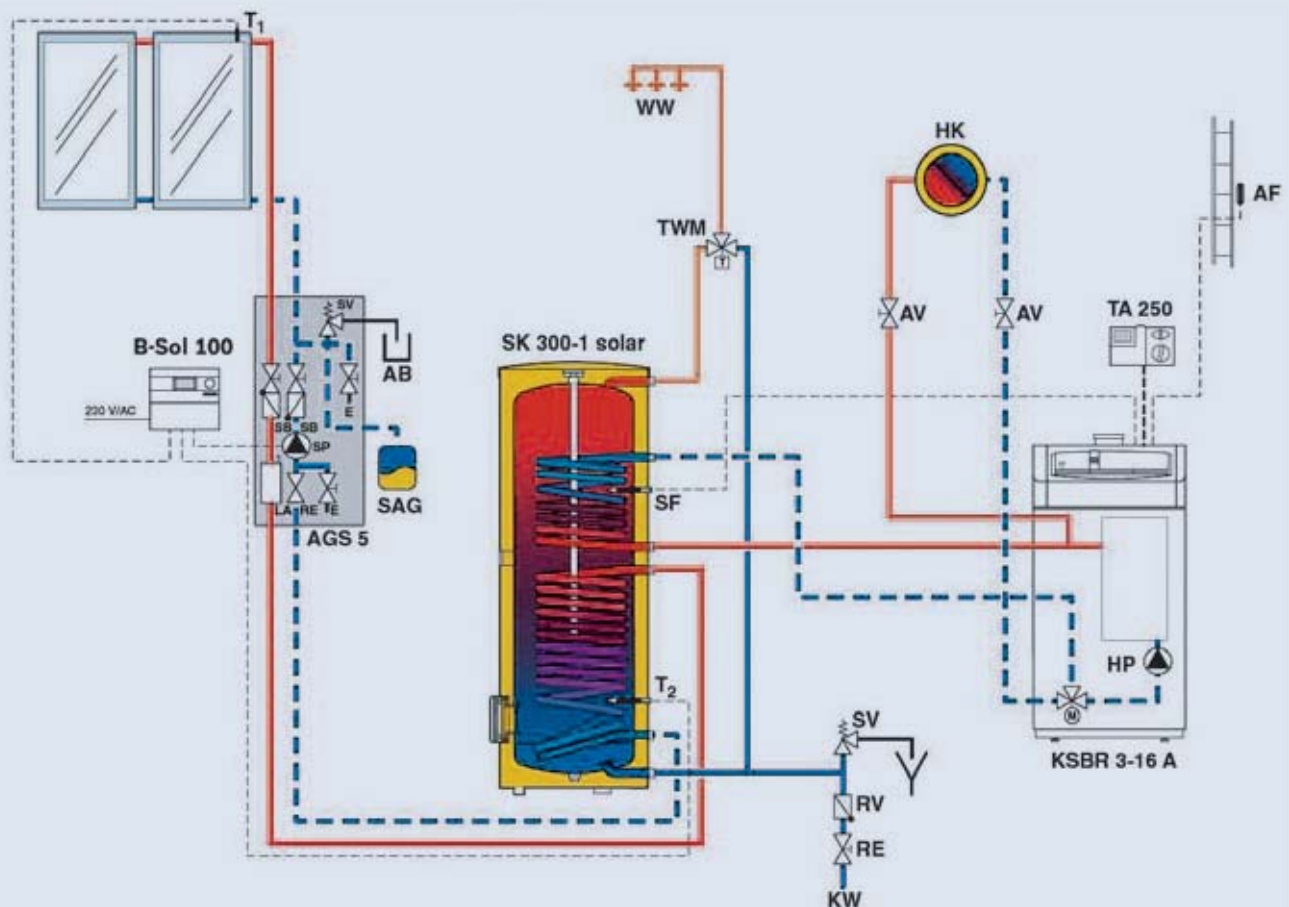 T1
WW
HK
AF
TWM
T
SV
AV
AV
TA 250
B-Sol 100
AB
SK 300-1 solar
230 V/AC
E
SB
SB
SP
SAG
SF
LA
RE
E
AGS 5
HP
T2
M
SV
KSBR 3-16 A
RV
RE
KW